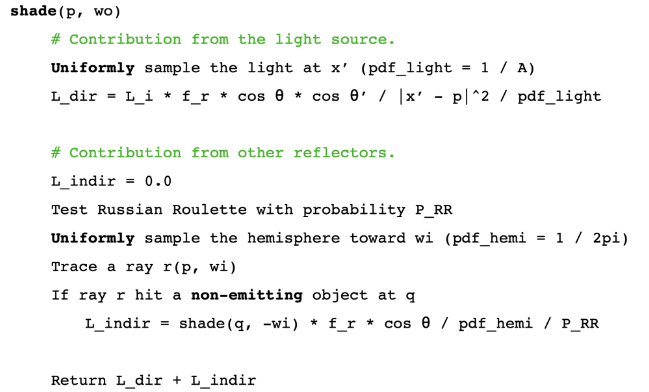 shade(p, wo)
# Contribution from the light source.
Uniformly sample the light at x’ (pdf_light = 1 / A)
L_dir = L_i * f_r * cos θ * cos θ’ / |x’ - p|^2 / pdf_light
# Contribution from other reflectors.
L_indir = 0.0
Test Russian Roulette with probability P_RR
Uniformly sample the hemisphere toward wi (pdf_hemi = 1 / 2pi)
Trace a ray r(p, wi)
If ray r hit a non-emitting object at q
L_indir = shade(q, -wi) * f_r * cos θ / pdf_hemi / P_RR
Return L_dir + L_indir